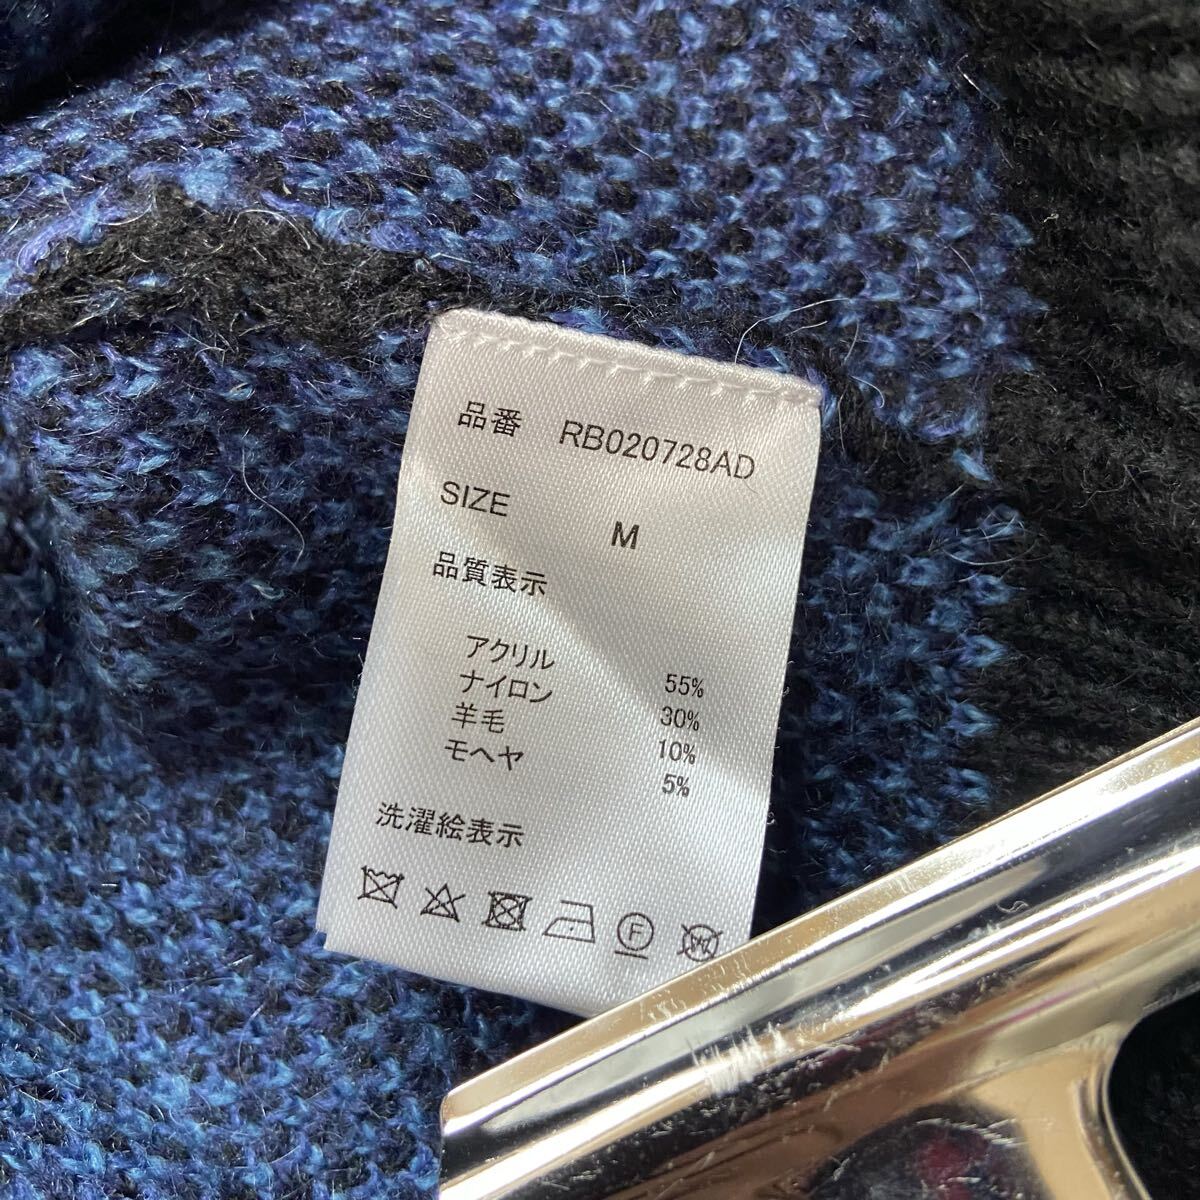 品番 RB020728AD
SIZE M
品質表示
アクリル 55%
ナイロン 30%
羊毛 10%
モヘヤ 5%
洗濯絵表示
F W